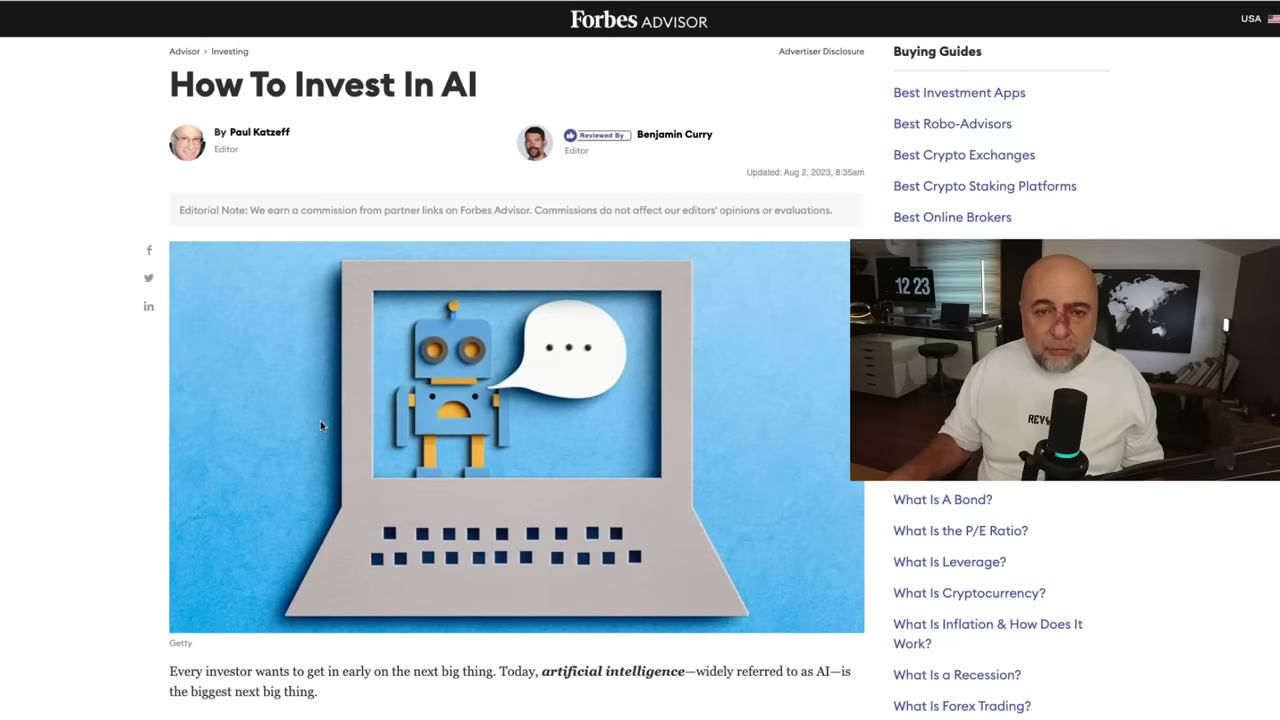 Forbes ADVISOR
USA
Advisor > Investing
Advertiser Disclosure
How To Invest In AI
By Paul Katzeff
Editor
Reviewed By Benjamin Curry
Editor
Updated: Aug 2, 2023, 8:35am
Editorial Note: We earn a commission from partner links on Forbes Advisor. Commissions do not affect our editors' opinions or evaluations.
Getty
Every investor wants to get in early on the next big thing. Today, artificial intelligence—widely referred to as AI—is
the biggest next big thing.
Buying Guides
Best Investment Apps
Best Robo-Advisors
Best Crypto Exchanges
Best Crypto Staking Platforms
Best Online Brokers
12 23
What Is A Bond?
What Is the P/E Ratio?
What Is Leverage?
What Is Cryptocurrency?
What Is Inflation & How Does It
Work?
What Is a Recession?
What Is Forex Trading?